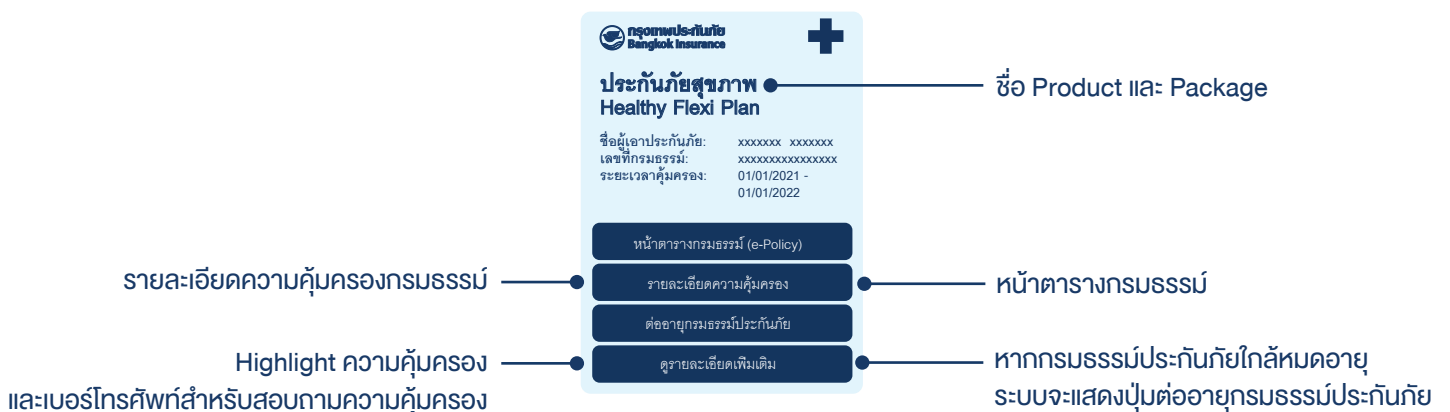 กรุงเทพประกันภัย
Bangkok Insurance
ประกันภัยสุขภาพ
Healthy Flexi Plan
ชื่อ Product และ Package
ชื่อผู้เอาประกันภัย: xxxxxxx xxxxxxx
เลขที่กรมธรรม์: xxxxxxxxxxxxxxxx
ระยะเวลาคุ้มครอง: 01/01/2021 -
01/01/2022
หน้าตารางกรมธรรม์ (e-Policy)
รายละเอียดความคุ้มครองกรมธรรม์
รายละเอียดความคุ้มครอง
หน้าตารางกรมธรรม์
ต่ออายุกรมธรรม์ประกันภัย
Highlight ความคุ้มครอง
และเบอร์โทรศัพท์สำหรับสอบถามความคุ้มครอง
ดูรายละเอียดเพิ่มเติม
หากกรมธรรม์ประกันภัยใกล้หมดอายุ
ระบบจะแสดงปุ่มต่ออายุกรมธรรม์ประกันภัย